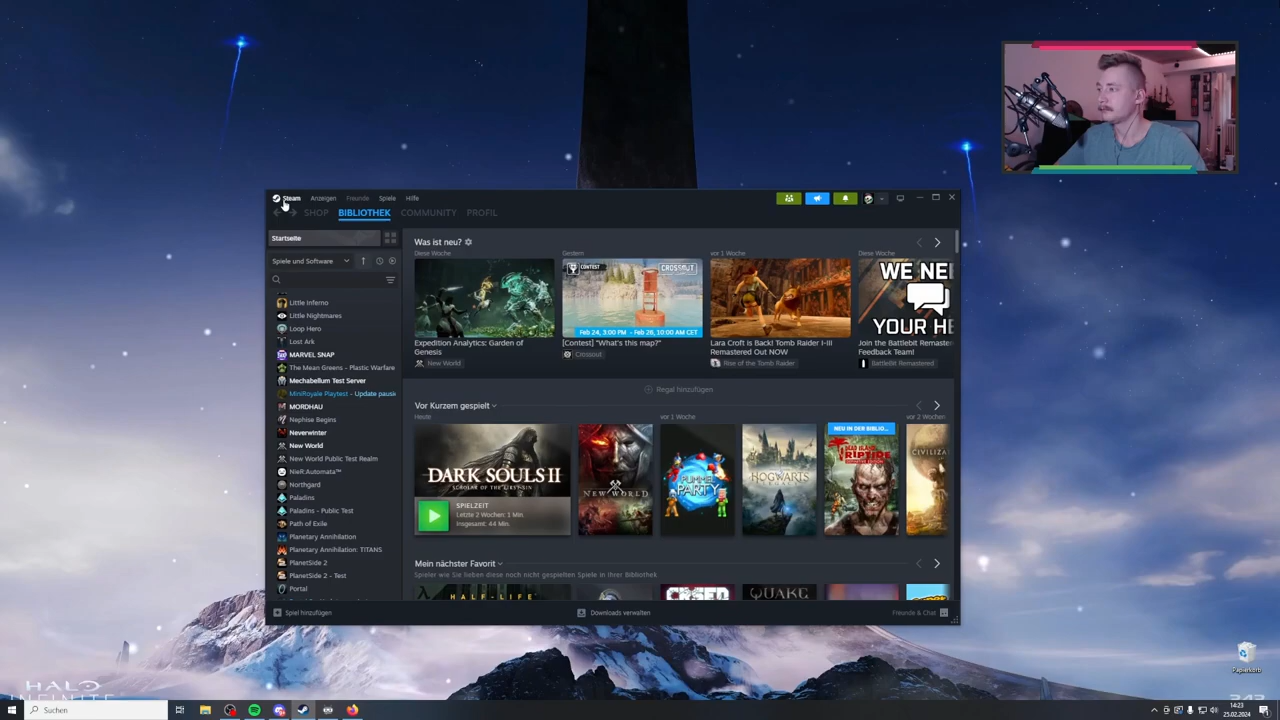 Steam Anzeigen Freunde Spiele Hilfe
SHOP BIBLIOTHEK COMMUNITY PROFIL
Startseite
Spiele und Software
Little Inferno
Little Nightmares
Loop Hero
Lost Ark
MARVEL SNAP
The Mean Greens - Plastic Warfare
Mechabellum Test Server
MiniRoyale Playtest - Update pausi
MORDHAU
Nephise Begins
Neverwinter
New World
New World Public Test Realm
NieR:Automata™
Northgard
Paladins
Paladins - Public Test
Path of Exile
Planetary Annihilation
Planetary Annihilation: TITANS
PlanetSide 2
PlanetSide 2 - Test
Portal
Was ist neu?
Diese Woche Gestern vor 1 Woche Diese Woche
CONTEST CROSSOUT
Feb 24, 3:00 PM - Feb 28, 10:00 AM CET
WE NE
YOUR HE
Expedition Analytics: Garden of
Genesis
New World
[Contest] "What's this map?"
Crossout
Lara Croft is Back! Tomb Raider I-III
Remastered Out NOW
Rise of the Tomb Raider
Join the Battlebit Remaster
Feedback Team!
BattleBit Remastered
Regal hinzufügen
Vor Kurzem gespielt
Heute vor 1 Woche vor 2 Wochen
DARK SOULS II
SCHOLAR OF THE FIRST SIN
SPIELZEIT
Letzte 2 Wochen: 1 Min.
Insgesamt: 44 Min.
NEW WORLD
PUMMEL
PARTY
HOGWARTS
NEU IN DER BIBLIO...
RIPTIDE
CIVILIZA
Mein nächster Favorit
Spieler wie Sie lieben diese noch nicht gespielten Spiele in Ihrer Bibliothek
HALF-LIFE
CRSED
QUAKE
Spiel hinzufügen Downloads verwalten Freunde & Chat
Papierkorb
HALO
INFINITE
343
Suchen
14:23
25.02.2024